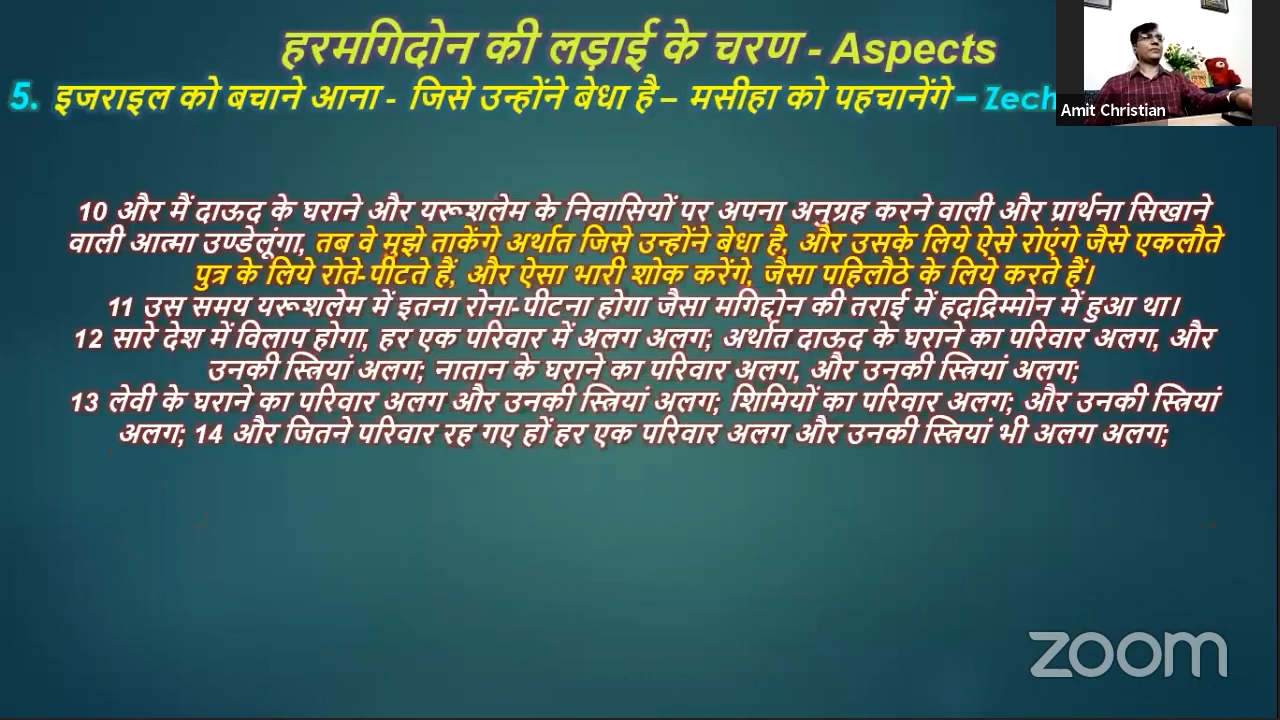 हरमगिदोन की लड़ाई के चरण - Aspects
5. इजराइल को बचाने आना - जिसे उन्होंने बेधा है – मसीहा को पहचानेंगे – Zech
Amit Christian
10 और मैं दाऊद के घराने और यरूशलेम के निवासियों पर अपना अनुग्रह करने वाली और प्रार्थना सिखाने
वाली आत्मा उण्डेलूंगा, तब वे मुझे ताकेंगे अर्थात जिसे उन्होंने बेधा है, और उसके लिये ऐसे रोएंगे जैसे एकलौते
पुत्र के लिये रोते-पीटते हैं, और ऐसा भारी शोक करेंगे, जैसा पहिलौठे के लिये करते हैं।
11 उस समय यरूशलेम में इतना रोना-पीटना होगा जैसा मगिद्दोन की तराई में हदद्रिम्मोन में हुआ था।
12 सारे देश में विलाप होगा, हर एक परिवार में अलग अलग; अर्थात दाऊद के घराने का परिवार अलग, और
उनकी स्त्रियां अलग; नातान के घराने का परिवार अलग, और उनकी स्त्रियां अलग;
13 लेवी के घराने का परिवार अलग और उनकी स्त्रियां अलग; शिमियों का परिवार अलग; और उनकी स्त्रियां
अलग; 14 और जितने परिवार रह गए हों हर एक परिवार अलग और उनकी स्त्रियां भी अलग अलग;
zoom